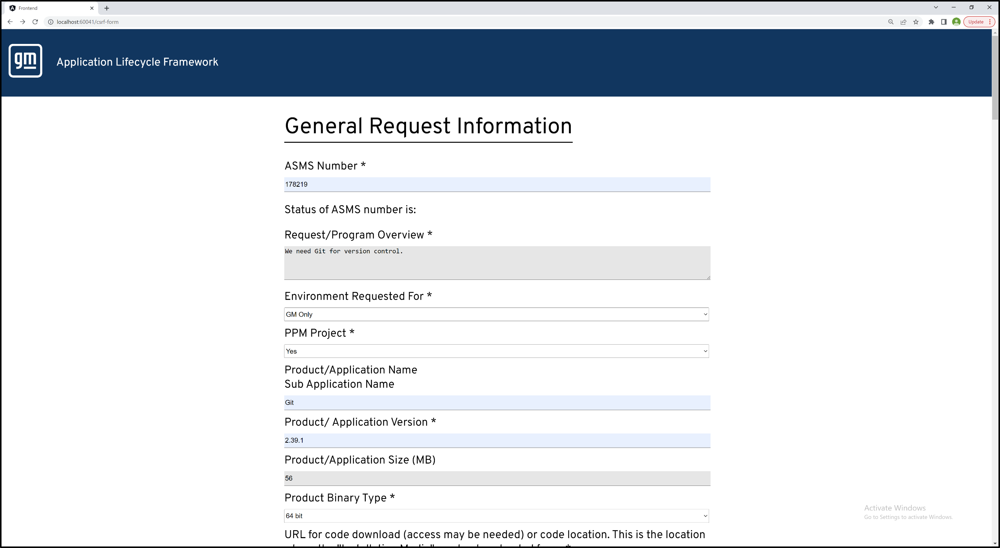 Frontend
localhost:60041/csrf-form
Update
gm
Application Lifecycle Framework
General Request Information
ASMS Number *
178219
Status of ASMS number is:
Request/Program Overview *
We need Git for version control.
Environment Requested For *
GM Only
PPM Project *
Yes
Product/Application Name
Sub Application Name
Git
Product/ Application Version *
2.39.1
Product/Application Size (MB)
56
Product Binary Type *
64 bit
Activate Windows
Go to Settings to activate Windows.
URL for code download (access may be needed) or code location. This is the location